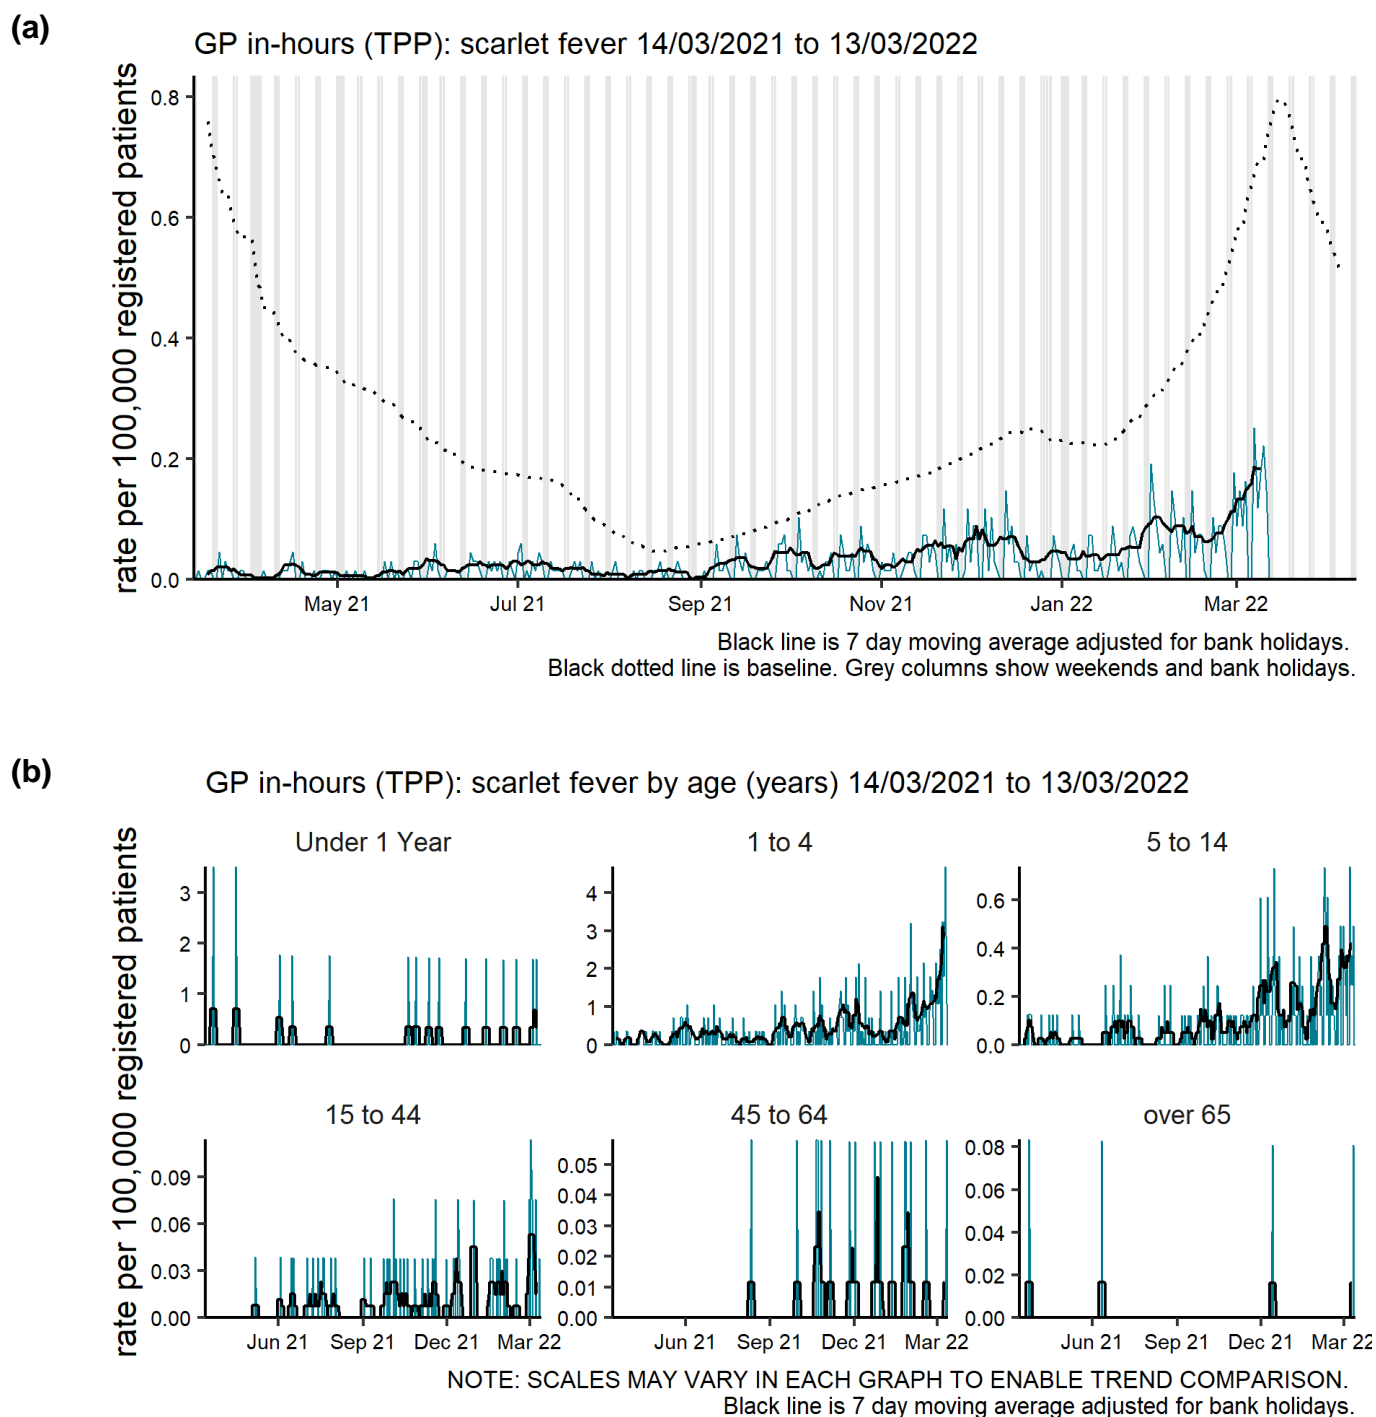 (a)
GP in-hours (TPP): scarlet fever 14/03/2021 to 13/03/2022
rate per 100,000 registered patients
0.8
0.6
0.4
0.2
0.0
May 21 Jul 21 Sep 21 Nov 21 Jan 22 Mar 22
Black line is 7 day moving average adjusted for bank holidays.
Black dotted line is baseline. Grey columns show weekends and bank holidays.
(b)
GP in-hours (TPP): scarlet fever by age (years) 14/03/2021 to 13/03/2022
rate per 100,000 registered patients
Under 1 Year
3
2
1
0
1 to 4
4
3
2
1
0
5 to 14
0.6
0.4
0.2
0.0
15 to 44
0.09
0.06
0.03
0.00
Jun 21 Sep 21 Dec 21 Mar 22
45 to 64
0.05
0.04
0.03
0.02
0.01
0.00
Jun 21 Sep 21 Dec 21 Mar 22
over 65
0.08
0.06
0.04
0.02
0.00
Jun 21 Sep 21 Dec 21 Mar 22
NOTE: SCALES MAY VARY IN EACH GRAPH TO ENABLE TREND COMPARISON.
Black line is 7 day moving average adjusted for bank holidays.